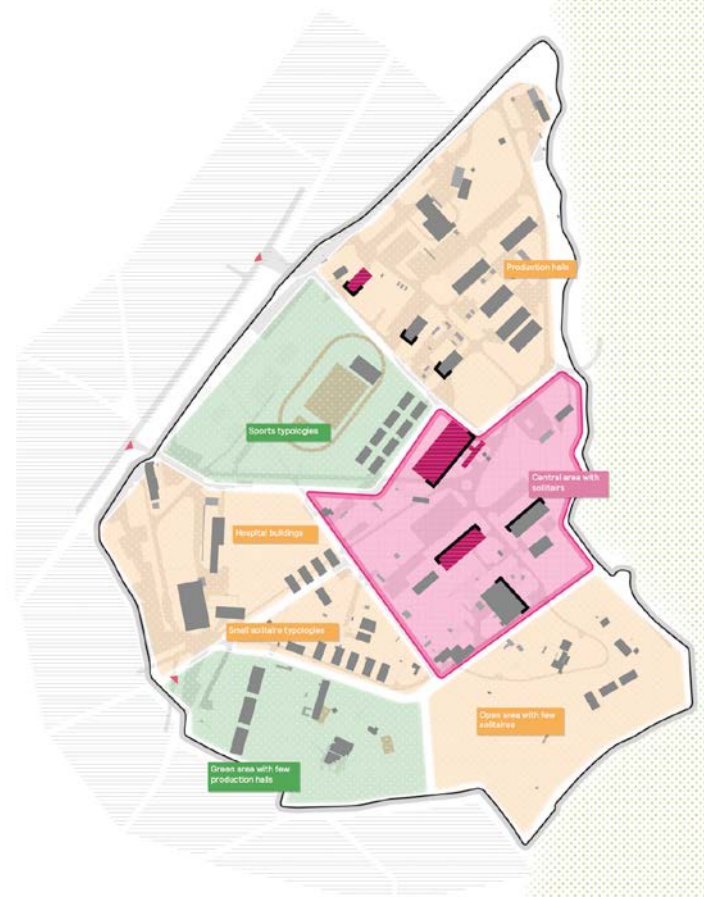 Production halls
Sports typologies
Central area with
solitairs
Hospital buildings
Small solitaire typologies
Open area with few
solitaires
Green area with few
production halls